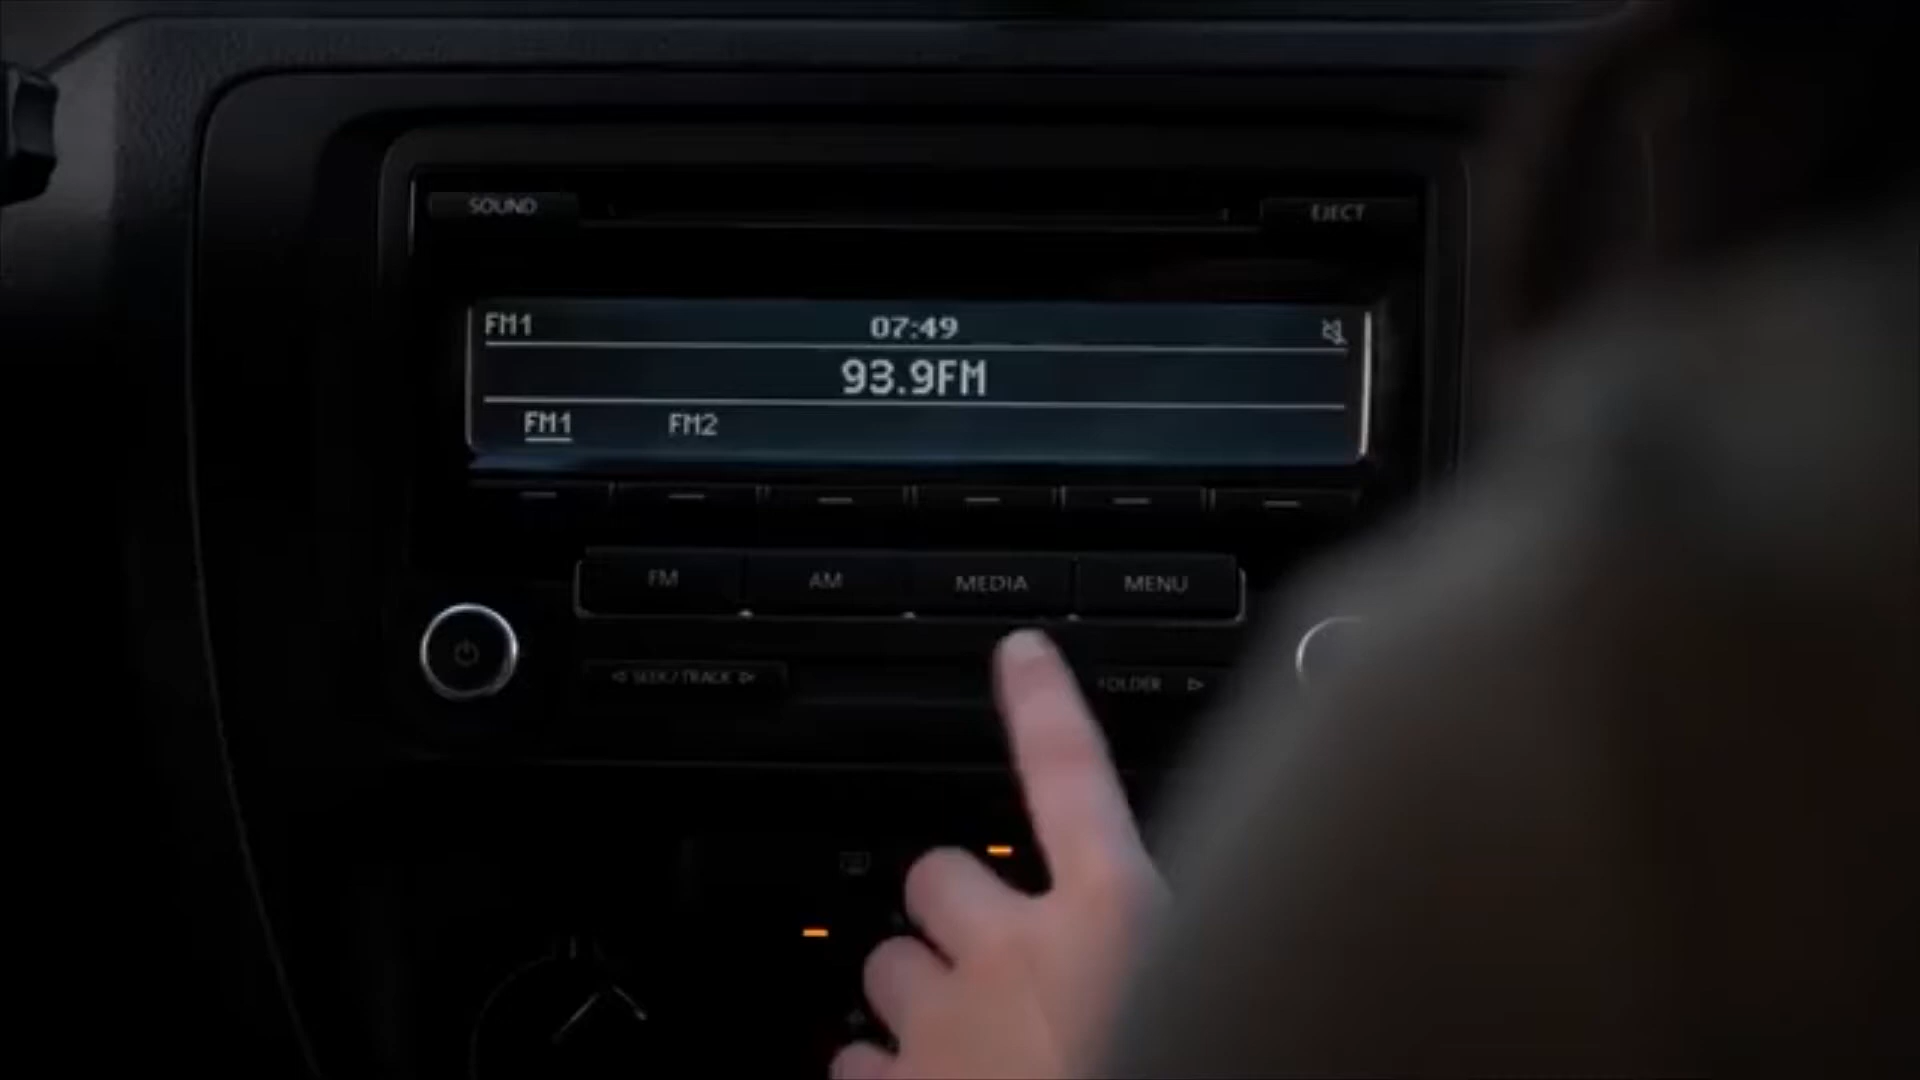 SOUND
EJECT
FM1 07:49
93.9FM
FM1 FM2
FM AM MEDIA MENU
SEEK/TRACK
FOLDER